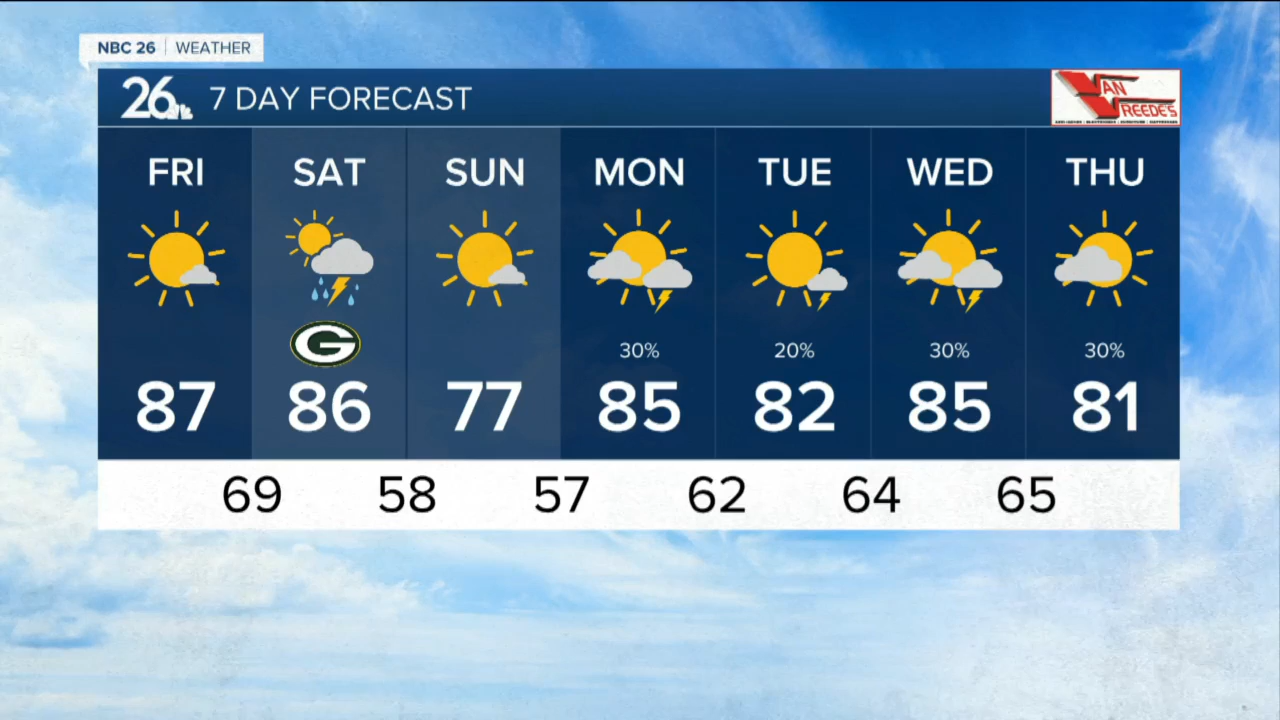 NBC 26 | WEATHER
26 7 DAY FORECAST
VAN VREEDE'S
FRI SAT SUN MON TUE WED THU
G
30% 20% 30% 30%
87 86 77 85 82 85 81
69 58 57 62 64 65